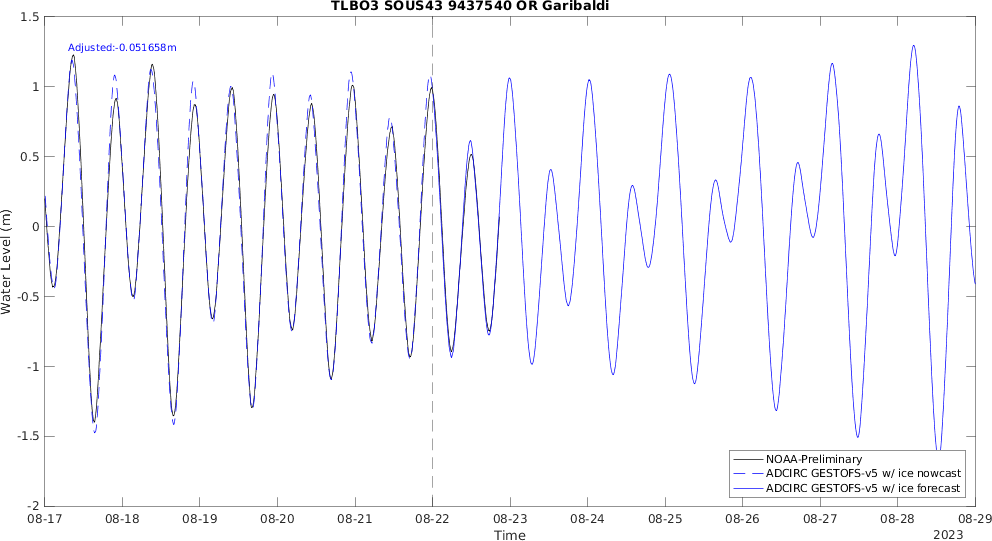 TLBO3 SOUS43 9437540 OR Garibaldi
Adjusted:-0.051658m
Water Level (m)
1.5
1
0.5
0
-0.5
-1
-1.5
-2
NOAA-Preliminary
ADCIRC GESTOFS-v5 w/ ice nowcast
ADCIRC GESTOFS-v5 w/ ice forecast
08-17 08-18 08-19 08-20 08-21 08-22 08-23 08-24 08-25 08-26 08-27 08-28 08-29
Time
2023